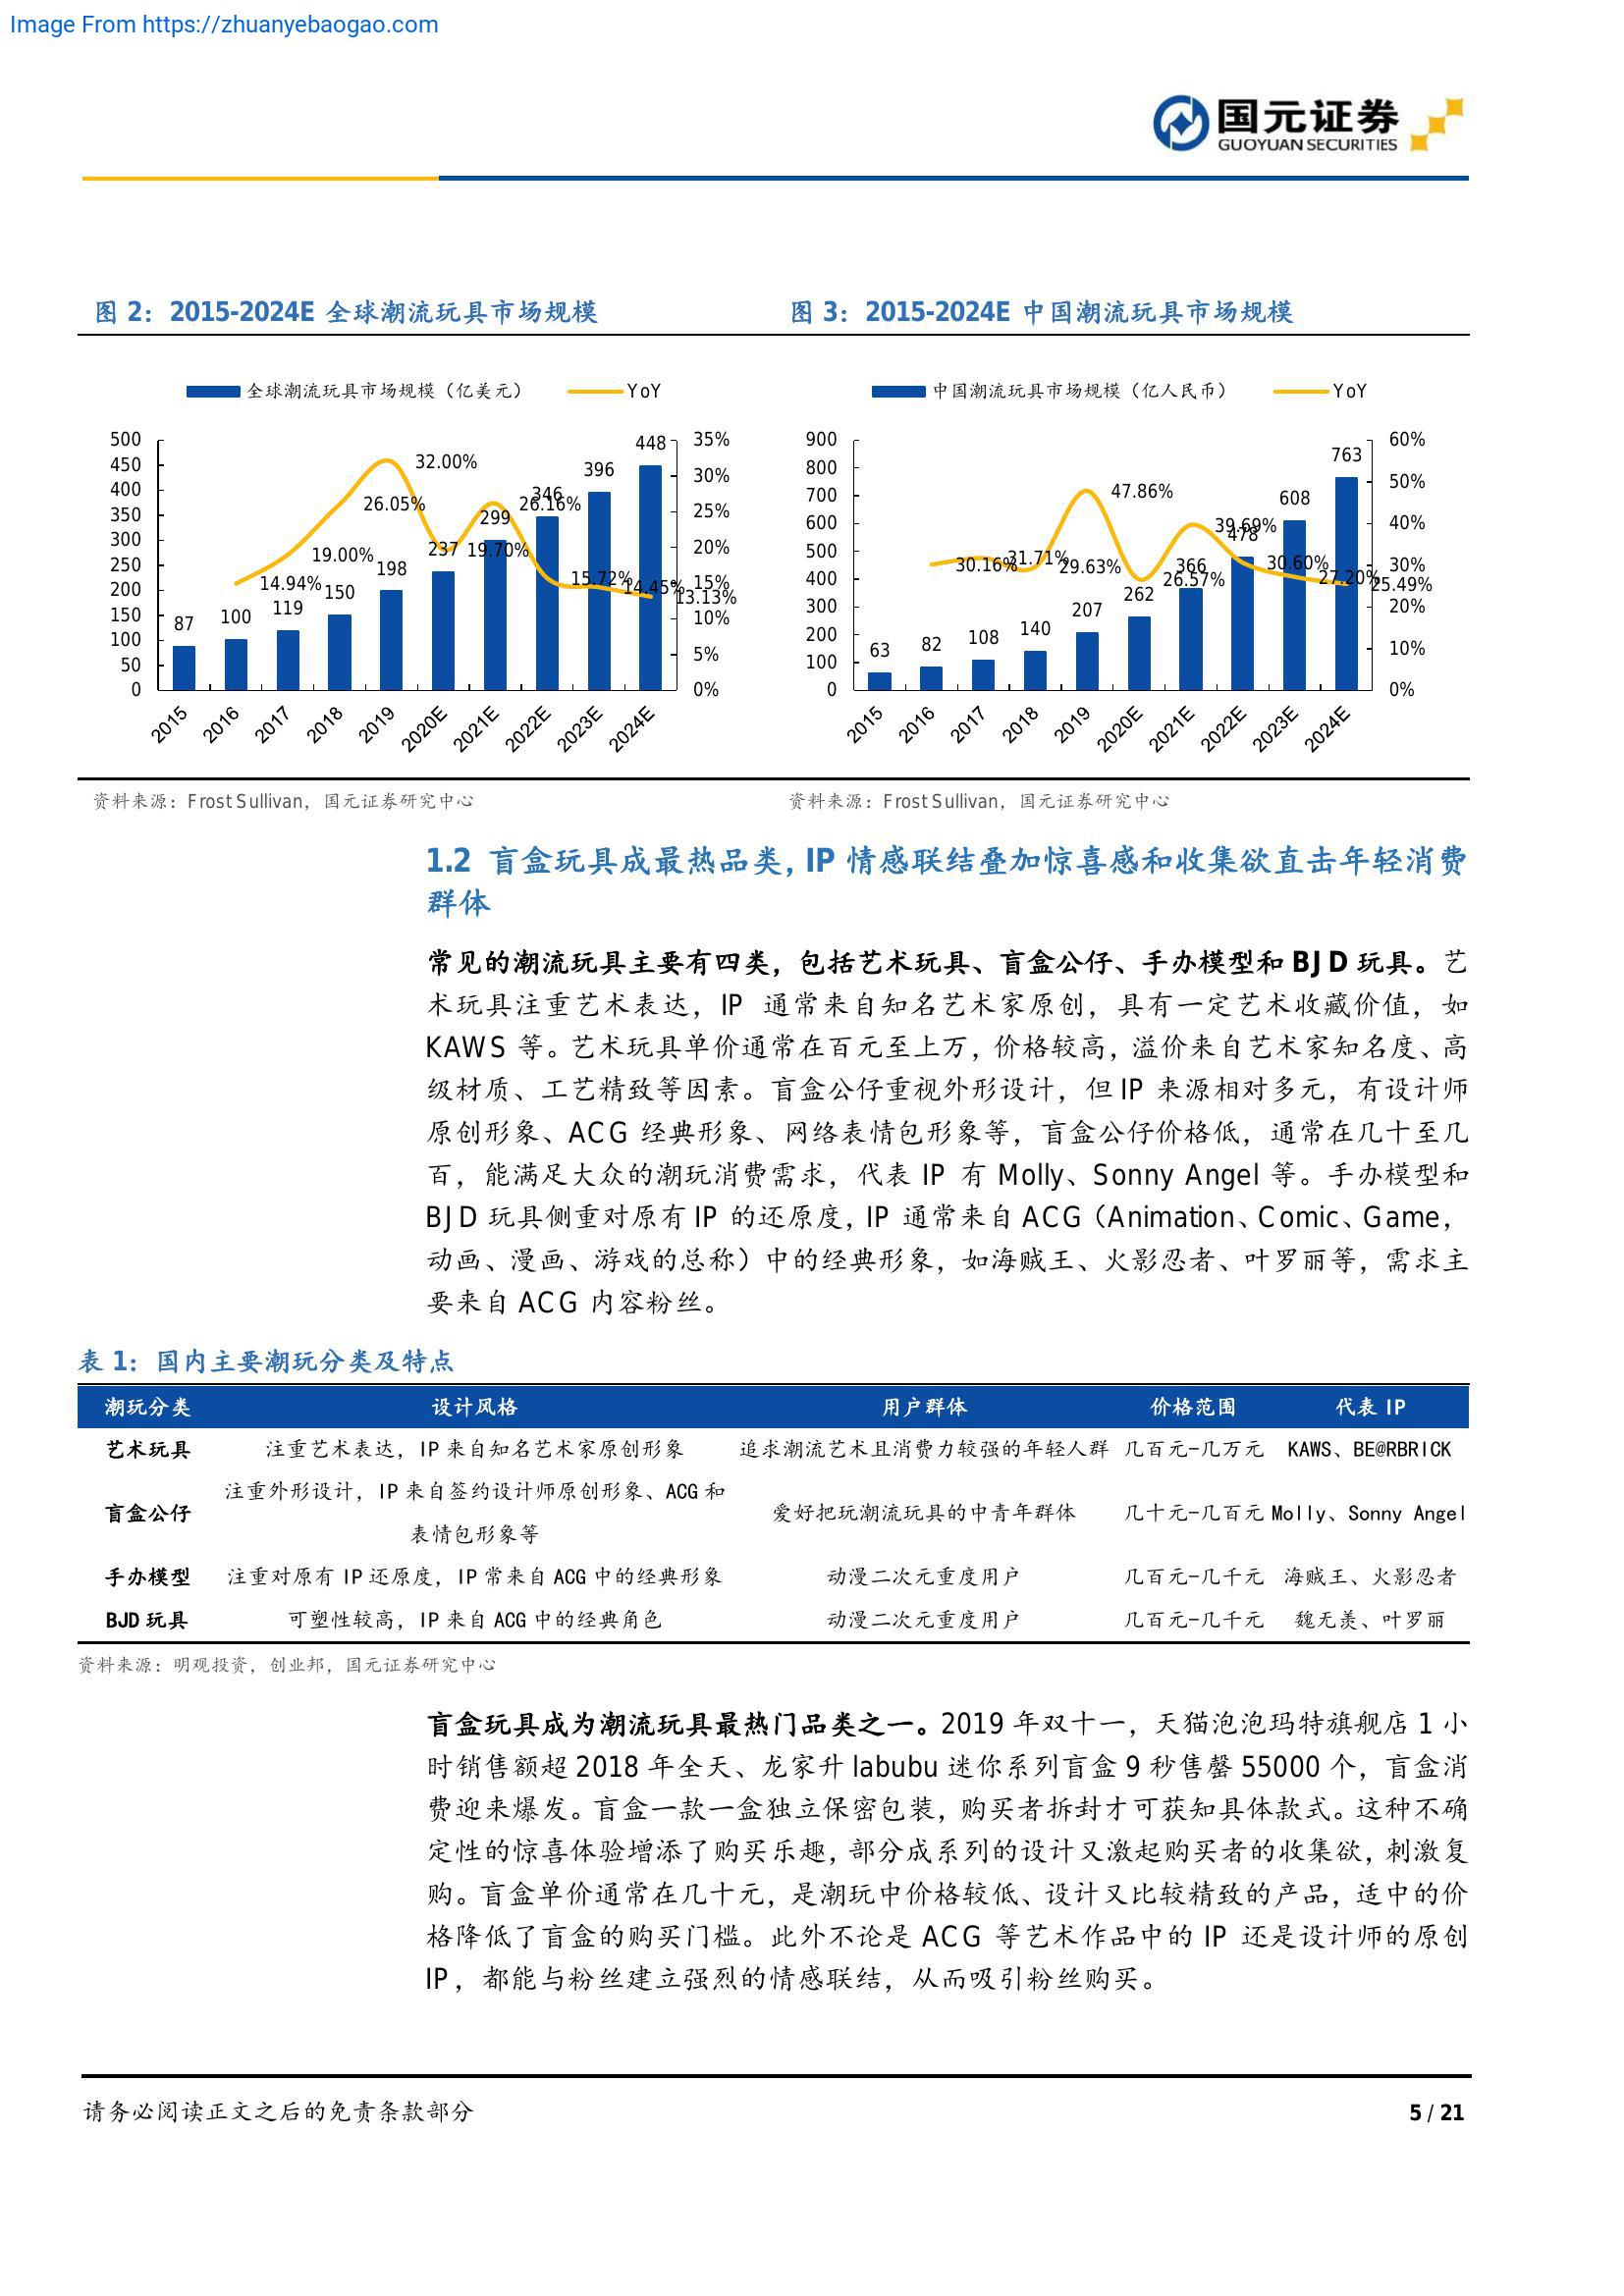 Image From https://zhuanyebaogao.com
国元证券
GUOYUAN SECURITIES
图 2：2015-2024E 全球潮流玩具市场规模
全球潮流玩具市场规模（亿美元）
YoY
500
450
400
350
300
250
200
150
100
50
0
87
100
119
150
198
237
299
346
396
448
14.94%
19.00%
26.05%
32.00%
19.70%
26.16%
15.72%
14.45%
13.13%
35%
30%
25%
20%
15%
10%
5%
0%
2015
2016
2017
2018
2019
2020E
2021E
2022E
2023E
2024E
资料来源：Frost Sullivan，国元证券研究中心
图 3：2015-2024E 中国潮流玩具市场规模
中国潮流玩具市场规模（亿人民币）
YoY
900
800
700
600
500
400
300
200
100
0
63
82
108
140
207
262
366
478
608
763
30.16%
31.71%
29.63%
47.86%
26.57%
39.69%
30.60%
27.20%
25.49%
60%
50%
40%
30%
20%
10%
0%
2015
2016
2017
2018
2019
2020E
2021E
2022E
2023E
2024E
资料来源：Frost Sullivan，国元证券研究中心
1.2 盲盒玩具成最热品类，IP 情感联结叠加惊喜感和收集欲直击年轻消费
群体
常见的潮流玩具主要有四类，包括艺术玩具、盲盒公仔、手办模型和 BJD 玩具。艺
术玩具注重艺术表达，IP 通常来自知名艺术家原创，具有一定艺术收藏价值，如
KAWS 等。艺术玩具单价通常在百元至上万，价格较高，溢价来自艺术家知名度、高
级材质、工艺精致等因素。盲盒公仔重视外形设计，但 IP 来源相对多元，有设计师
原创形象、ACG 经典形象、网络表情包形象等，盲盒公仔价格低，通常在几十至几
百，能满足大众的潮玩消费需求，代表 IP 有 Molly、Sonny Angel 等。手办模型和
BJD 玩具侧重对原有 IP 的还原度，IP 通常来自 ACG（Animation、Comic、Game，
动画、漫画、游戏的总称）中的经典形象，如海贼王、火影忍者、叶罗丽等，需求主
要来自 ACG 内容粉丝。
表 1：国内主要潮玩分类及特点
潮玩分类 设计风格 用户群体 价格范围 代表 IP
艺术玩具 注重艺术表达，IP 来自知名艺术家原创形象 追求潮流艺术且消费力较强的年轻人群 几百元-几万元 KAWS、BE@RBRICK
盲盒公仔 注重外形设计，IP 来自签约设计师原创形象、ACG 和
表情包形象等 爱好把玩潮流玩具的中青年群体 几十元-几百元 Molly、Sonny Angel
手办模型 注重对原有 IP 还原度，IP 常来自 ACG 中的经典形象 动漫二次元重度用户 几百元-几千元 海贼王、火影忍者
BJD 玩具 可塑性较高，IP 来自 ACG 中的经典角色 动漫二次元重度用户 几百元-几千元 魏无羡、叶罗丽
资料来源：明观投资，创业邦，国元证券研究中心
盲盒玩具成为潮流玩具最热门品类之一。2019 年双十一，天猫泡泡玛特旗舰店 1 小
时销售额超 2018 年全天、龙家升 labubu 迷你系列盲盒 9 秒售罄 55000 个，盲盒消
费迎来爆发。盲盒一款一盒独立保密包装，购买者拆封才可获知具体款式。这种不确
定性的惊喜体验增添了购买乐趣，部分成系列的设计又激起购买者的收集欲，刺激复
购。盲盒单价通常在几十元，是潮玩中价格较低、设计又比较精致的产品，适中的价
格降低了盲盒的购买门槛。此外不论是 ACG 等艺术作品中的 IP 还是设计师的原创
IP，都能与粉丝建立强烈的情感联结，从而吸引粉丝购买。
请务必阅读正文之后的免责条款部分
5 / 21